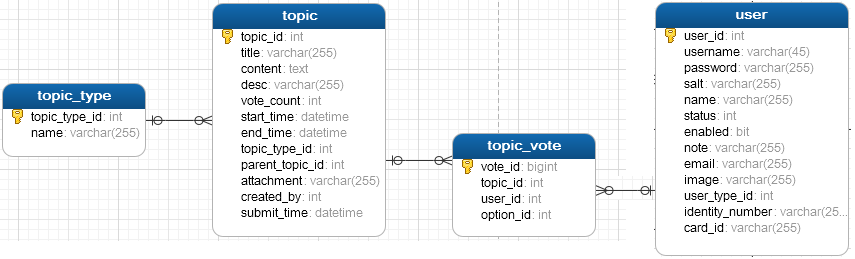 topic_type
topic_type_id: int
name: varchar(255)
topic
topic_id: int
title: varchar(255)
content: text
desc: varchar(255)
vote_count: int
start_time: datetime
end_time: datetime
topic_type_id: int
parent_topic_id: int
attachment: varchar(255)
created_by: int
submit_time: datetime
topic_vote
vote_id: bigint
topic_id: int
user_id: int
option_id: int
user
user_id: int
username: varchar(45)
password: varchar(255)
salt: varchar(255)
name: varchar(255)
status: int
enabled: bit
note: varchar(255)
email: varchar(255)
image: varchar(255)
user_type_id: int
identity_number: varchar(25...
card_id: varchar(255)